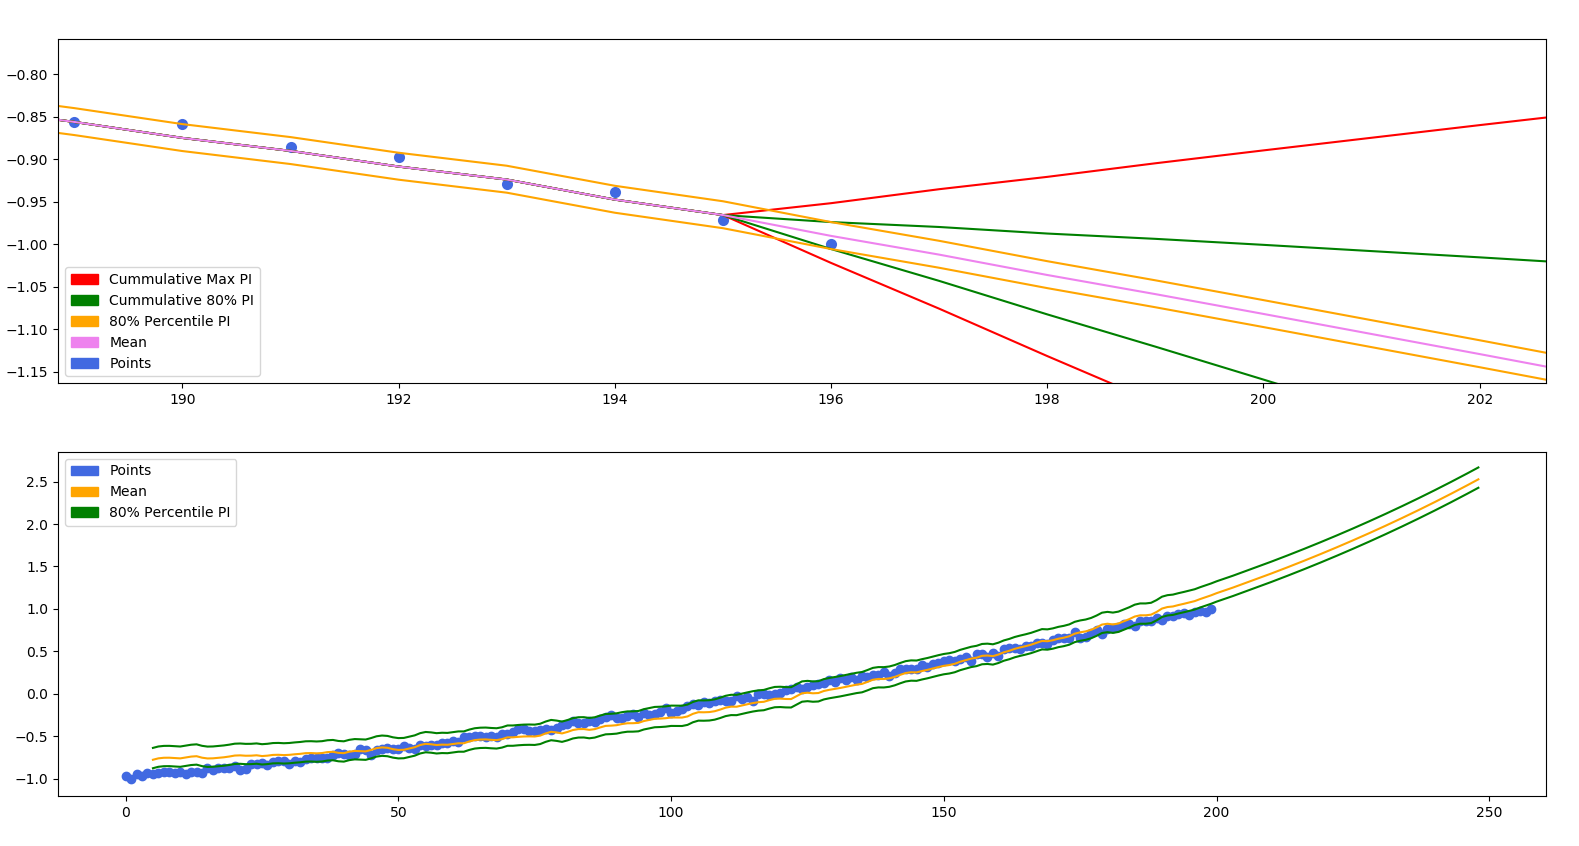 −0.80
−0.85
−0.90
−0.95
−1.00
−1.05
−1.10
−1.15
Cummulative Max PI
Cummulative 80% PI
80% Percentile PI
Mean
Points
190 192 194 196 198 200 202
Points
Mean
80% Percentile PI
2.5
2.0
1.5
1.0
0.5
0.0
−0.5
−1.0
0 50 100 150 200 250